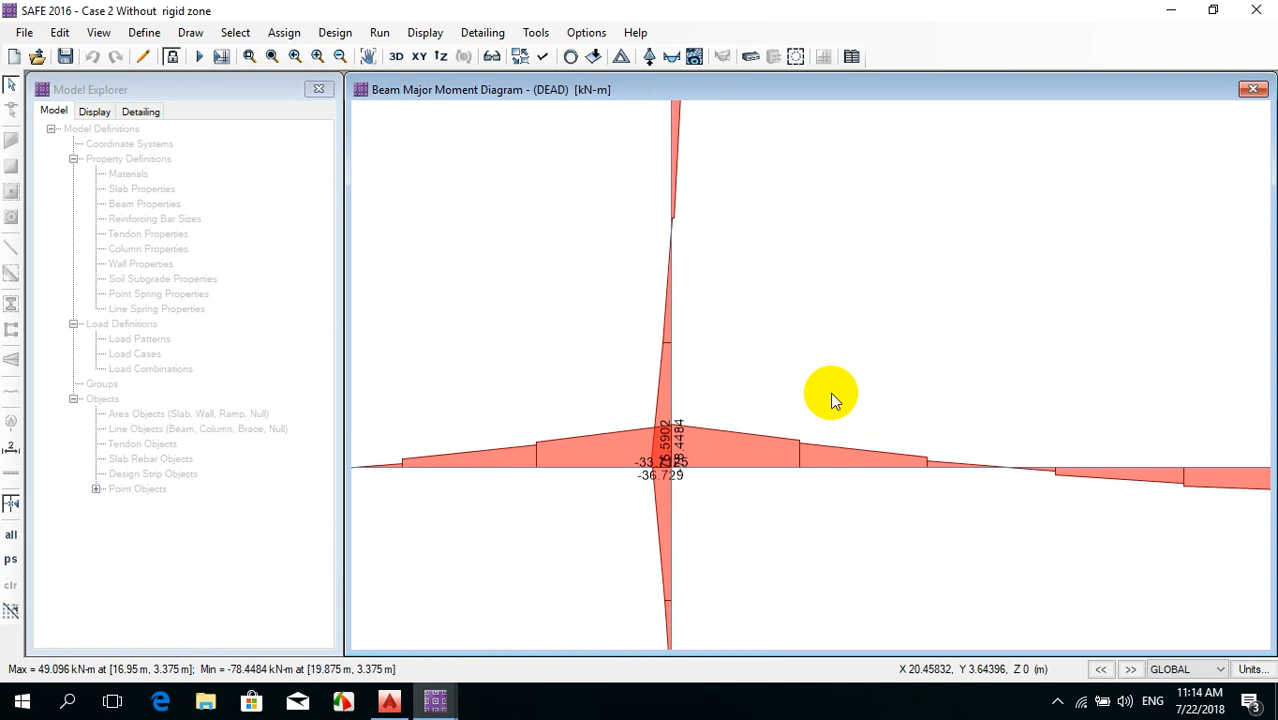 SAFE 2016 - Case 2 Without rigid zone
File Edit View Define Draw Select Assign Design Run Display Detailing Tools Options Help
3D XY
Model Explorer
Model Display Detailing
Model Definitions
Coordinate Systems
Property Definitions
Materials
Slab Properties
Beam Properties
Reinforcing Bar Sizes
Tendon Properties
Column Properties
Wall Properties
Soil Subgrade Properties
Point Spring Properties
Line Spring Properties
Load Definitions
Load Patterns
Load Cases
Load Combinations
Groups
Objects
Area Objects (Slab, Wall, Ramp, Null)
Line Objects (Beam, Column, Brace, Null)
Tendon Objects
Slab Rebar Objects
Design Strip Objects
Point Objects
all
ps
clr
Beam Major Moment Diagram - (DEAD) [kN-m]
-36.729
Max = 49.096 kN-m at [16.95 m, 3.375 m]; Min = -78.4484 kN-m at [19.875 m, 3.375 m]
X 20.45832, Y 3.64396, Z 0 (m)
<< >> GLOBAL Units...
ENG
11:14 AM
7/22/2018
3